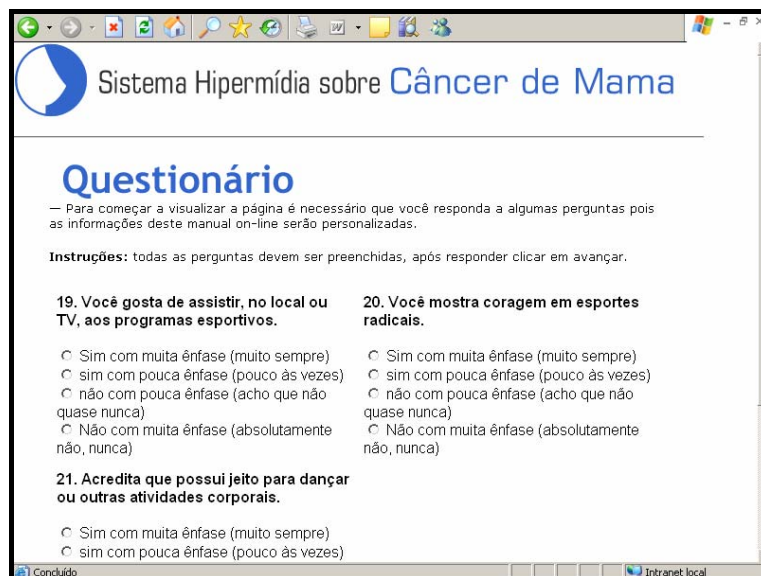 Sistema Hipermídia sobre Câncer de Mama
Questionário
— Para começar a visualizar a página é necessário que você responda a algumas perguntas pois
as informações deste manual on-line serão personalizadas.
Instruções: todas as perguntas devem ser preenchidas, após responder clicar em avançar.
19. Você gosta de assistir, no local ou
TV, aos programas esportivos.
Sim com muita ênfase (muito sempre)
sim com pouca ênfase (pouco às vezes)
não com pouca ênfase (acho que não
quase nunca)
Não com muita ênfase (absolutamente
não, nunca)
20. Você mostra coragem em esportes
radicais.
Sim com muita ênfase (muito sempre)
sim com pouca ênfase (pouco às vezes)
não com pouca ênfase (acho que não
quase nunca)
Não com muita ênfase (absolutamente
não, nunca)
21. Acredita que possui jeito para dançar
ou outras atividades corporais.
Sim com muita ênfase (muito sempre)
sim com pouca ênfase (pouco às vezes)
Concluído
Intranet local